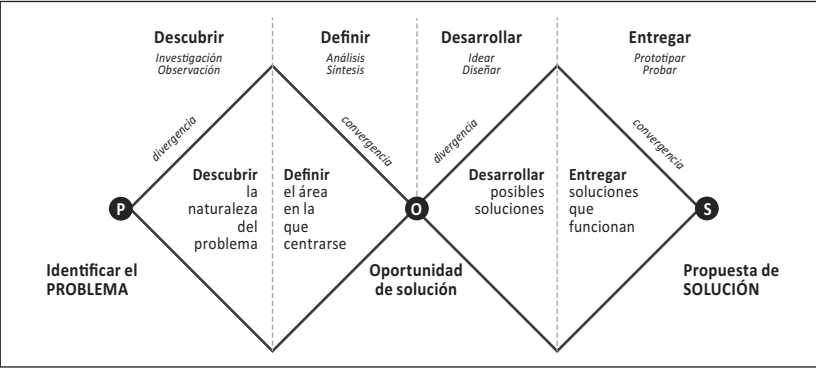 Descubrir
Investigación
Observación
Definir
Análisis
Síntesis
Desarrollar
Idear
Diseñar
Entregar
Prototipar
Probar
divergencia
convergencia
divergencia
convergencia
Descubrir
la
naturaleza
del
problema
Definir
el área
en la
que
centrarse
Desarrollar
posibles
soluciones
Entregar
soluciones
que
funcionan
P
O
S
Identificar el
PROBLEMA
Oportunidad
de solución
Propuesta de
SOLUCIÓN